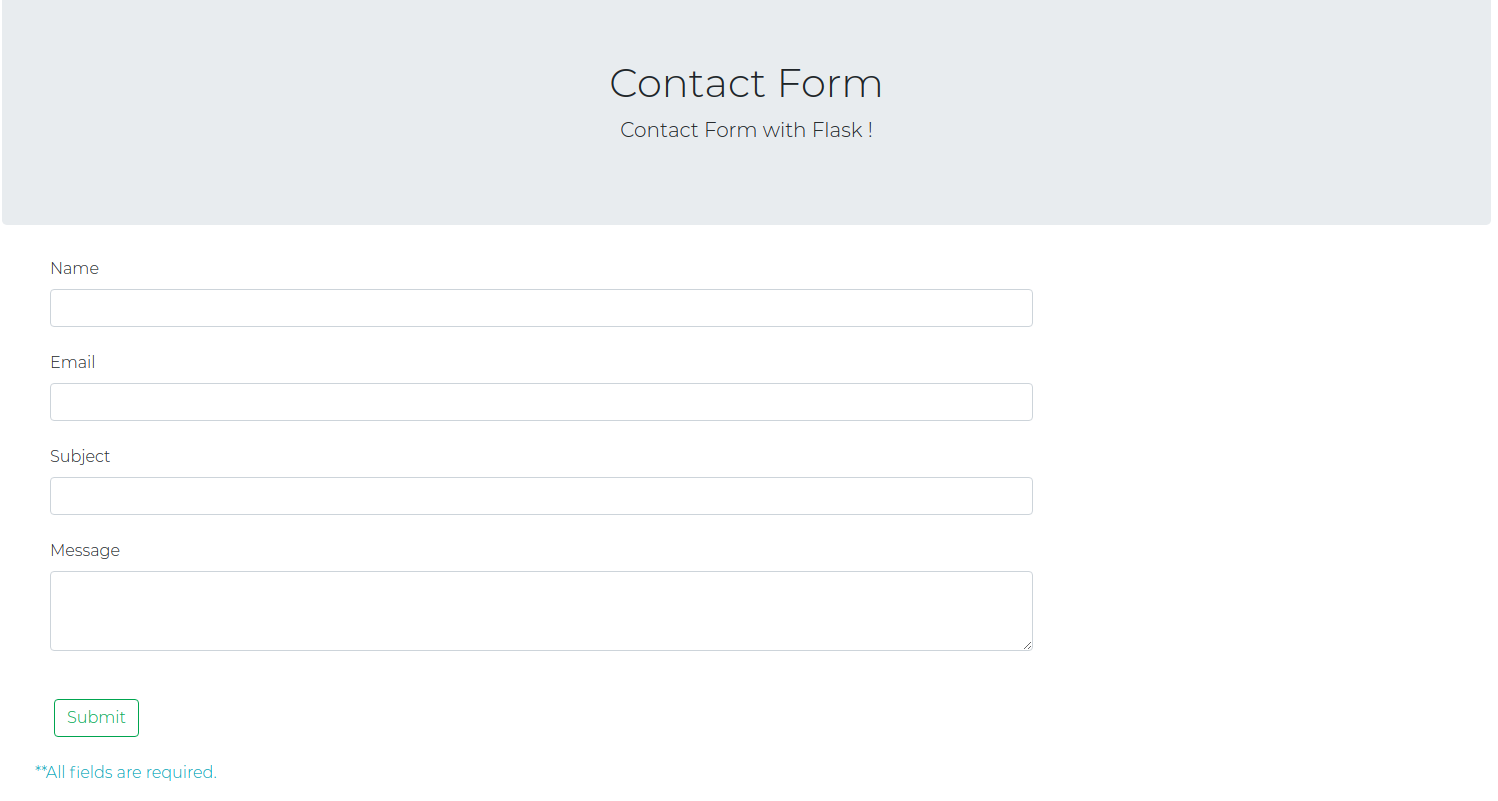 Contact Form
Contact Form with Flask !
Name
Email
Subject
Message
Submit
**All fields are required.